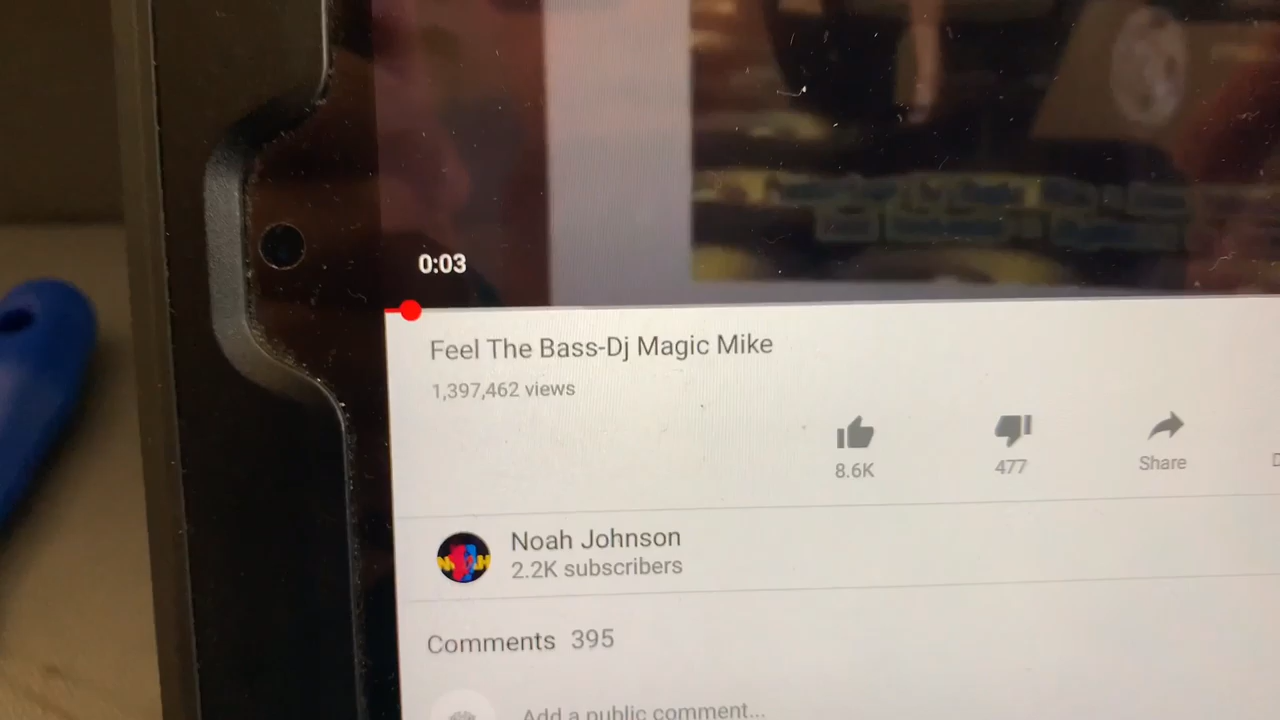 0:03
Feel The Bass-Dj Magic Mike
1,397,462 views
8.6K
477
Share
Noah Johnson
2.2K subscribers
Comments 395
Add a public comment...